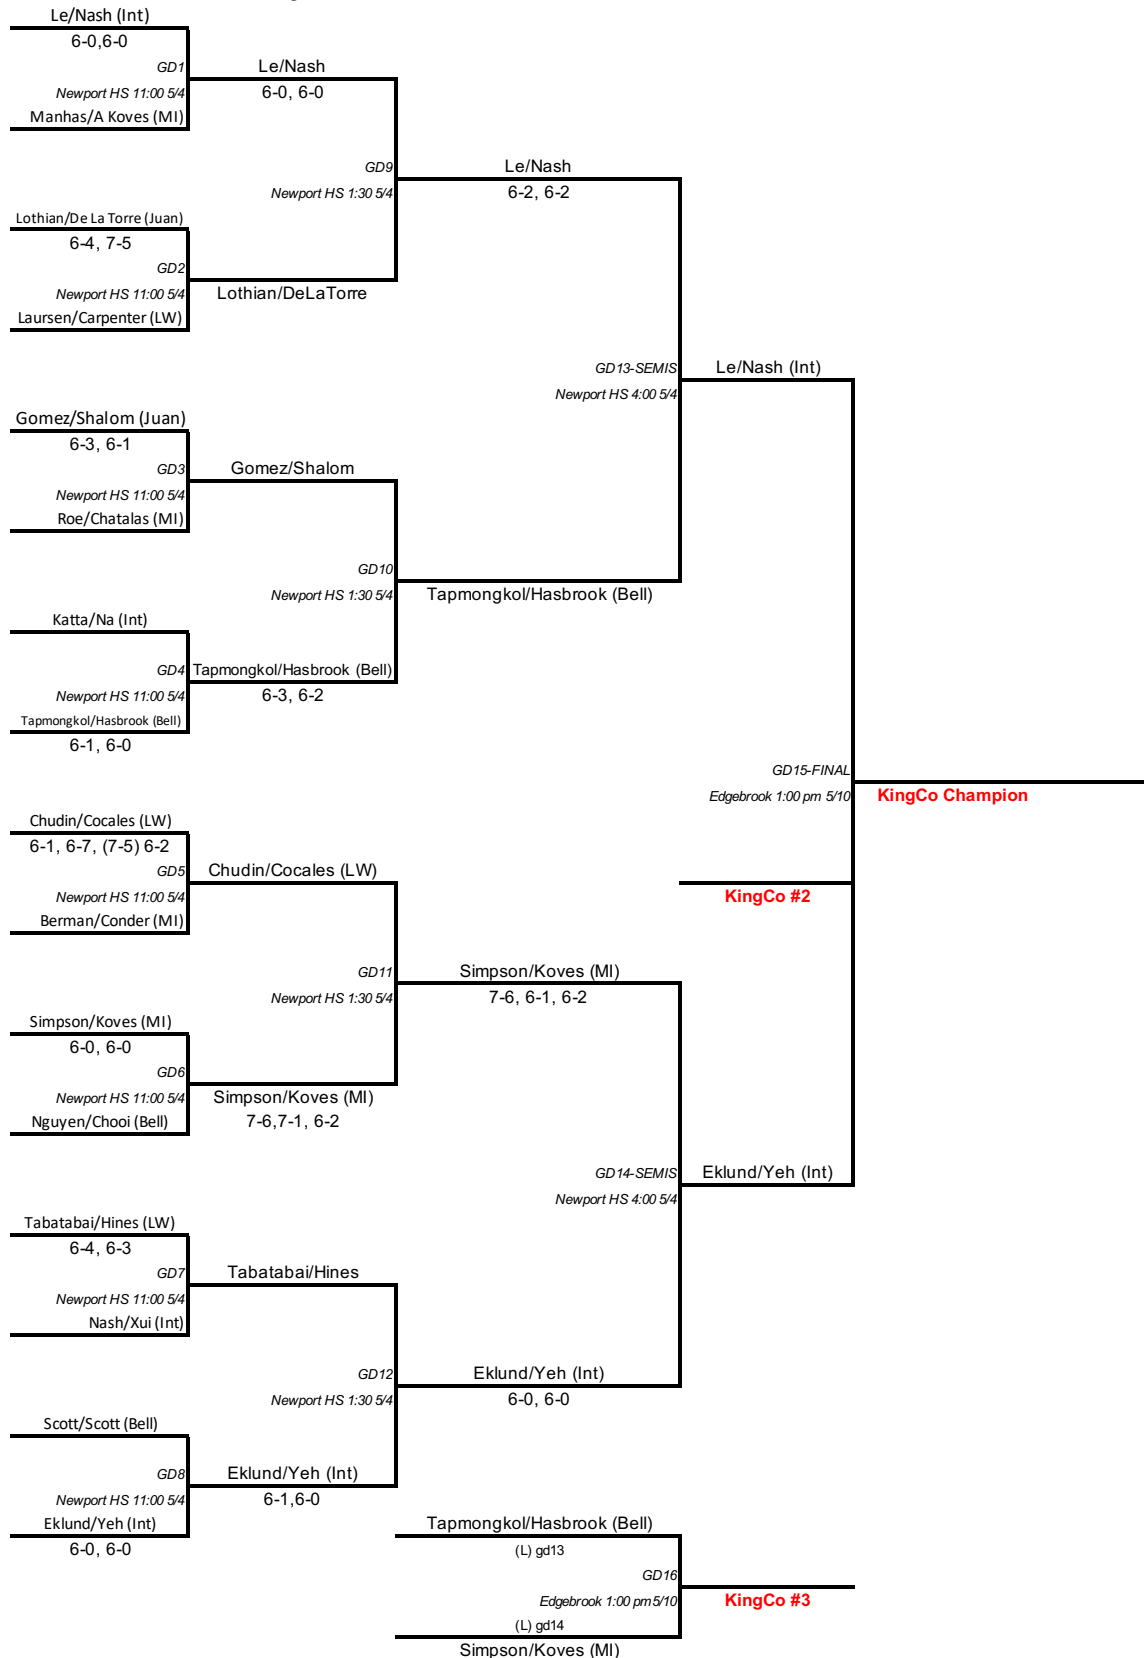 Le/Nash (Int)
6-0,6-0
GD1
Le/Nash
Newport HS 11:00 5/4
6-0, 6-0
Manhas/A Koves (MI)
GD9
Le/Nash
Newport HS 1:30 5/4
6-2, 6-2
Lothian/De La Torre (Juan)
6-4, 7-5
GD2
Newport HS 11:00 5/4
Lothian/DeLaTorre
Laursen/Carpenter (LW)
GD13-SEMIS
Le/Nash (Int)
Newport HS 4:00 5/4
Gomez/Shalom (Juan)
6-3, 6-1
GD3
Gomez/Shalom
Newport HS 11:00 5/4
Roe/Chatalas (MI)
GD10
Newport HS 1:30 5/4
Tapmongkol/Hasbrook (Bell)
Katta/Na (Int)
GD4
Tapmongkol/Hasbrook (Bell)
Newport HS 11:00 5/4
6-3, 6-2
Tapmongkol/Hasbrook (Bell)
6-1, 6-0
GD15-FINAL
Edgebrook 1:00 pm 5/10
KingCo Champion
Chudin/Cocales (LW)
6-1, 6-7, (7-5) 6-2
GD5
Chudin/Cocales (LW)
Newport HS 11:00 5/4
KingCo #2
Berman/Conder (MI)
GD11
Simpson/Koves (MI)
Newport HS 1:30 5/4
7-6, 6-1, 6-2
Simpson/Koves (MI)
6-0, 6-0
GD6
Newport HS 11:00 5/4
Simpson/Koves (MI)
Nguyen/Chooi (Bell)
7-6,7-1, 6-2
GD14-SEMIS
Eklund/Yeh (Int)
Newport HS 4:00 5/4
Tabatabai/Hines (LW)
6-4, 6-3
GD7
Tabatabai/Hines
Newport HS 11:00 5/4
Nash/Xui (Int)
GD12
Eklund/Yeh (Int)
Newport HS 1:30 5/4
6-0, 6-0
Scott/Scott (Bell)
GD8
Eklund/Yeh (Int)
Newport HS 11:00 5/4
6-1,6-0
Eklund/Yeh (Int)
6-0, 6-0
Tapmongkol/Hasbrook (Bell)
(L) gd13
GD16
Edgebrook 1:00 pm5/10
KingCo #3
(L) gd14
Simpson/Koves (MI)